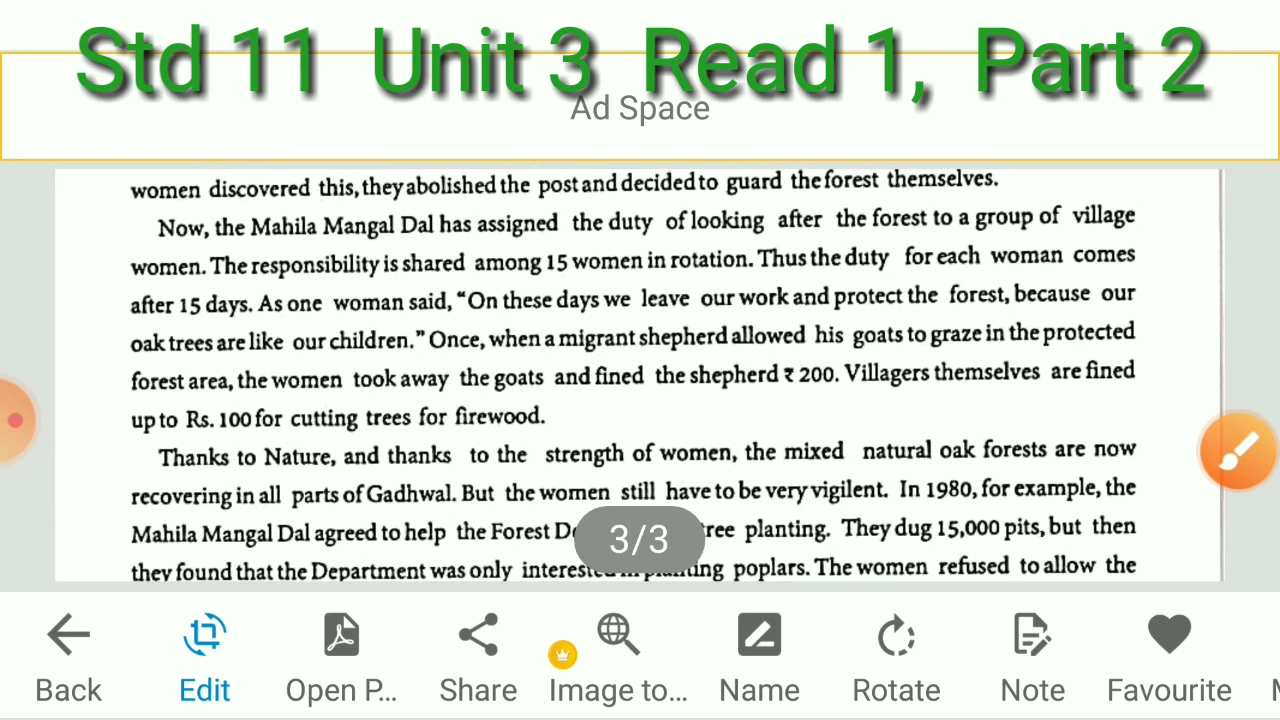 Std 11 Unit 3 Read 1, Part 2
Ad Space
women discovered this, they abolished the post and decided to guard the forest themselves.
Now, the Mahila Mangal Dal has assigned the duty of looking after the forest to a group of village
women. The responsibility is shared among 15 women in rotation. Thus the duty for each woman comes
after 15 days. As one woman said, “On these days we leave our work and protect the forest, because our
oak trees are like our children.” Once, when a migrant shepherd allowed his goats to graze in the protected
forest area, the women took away the goats and fined the shepherd ₹ 200. Villagers themselves are fined
up to Rs. 100 for cutting trees for firewood.
Thanks to Nature, and thanks to the strength of women, the mixed natural oak forests are now
recovering in all parts of Gadhwal. But the women still have to be very vigilent. In 1980, for example, the
Mahila Mangal Dal agreed to help the Forest tree planting. They dug 15,000 pits, but then
3/3
they found that the Department was only interested in planting poplars. The women refused to allow the
Back Edit Open P... Share Image to... Name Rotate Note Favourite